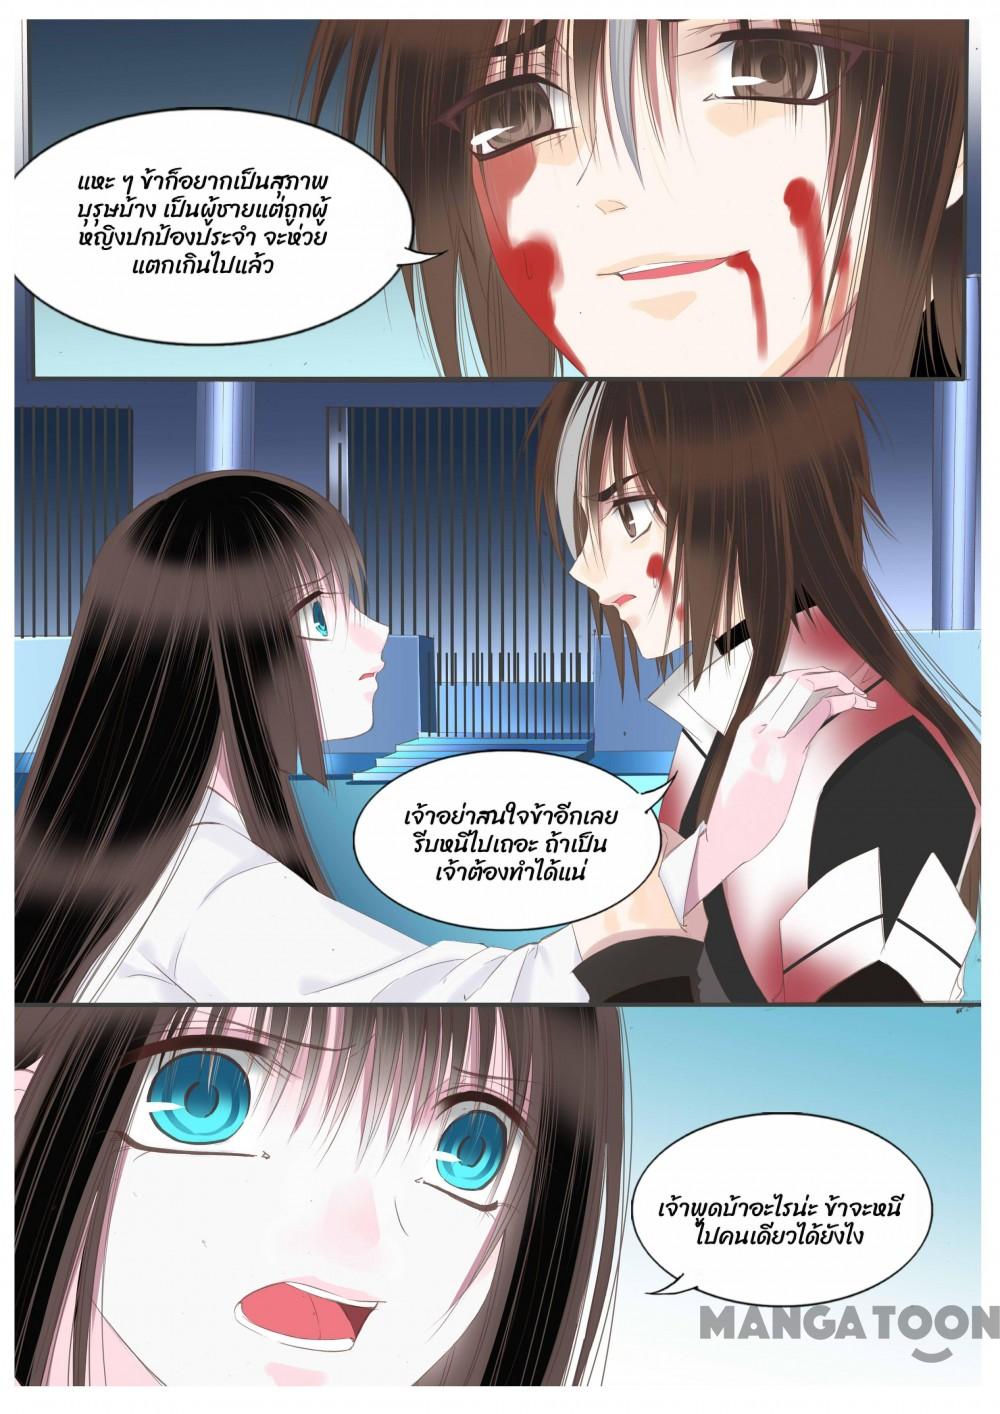 แหะ ๆ ข้าก็อยากเป็นสุภาพ
บุรุษบ้าง เป็นผู้ชายแต่ถูกผู้
หญิงปกป้องประจำ จะห่วย
แตกเกินไปแล้ว
เจ้าอย่าสนใจข้าอีกเลย
รีบหนีไปเถอะ ถ้าเป็น
เจ้าต้องทำได้แน่
เจ้าพูดบ้าอะไรน่ะ ข้าจะหนี
ไปคนเดียวได้ยังไง
MANGATOON